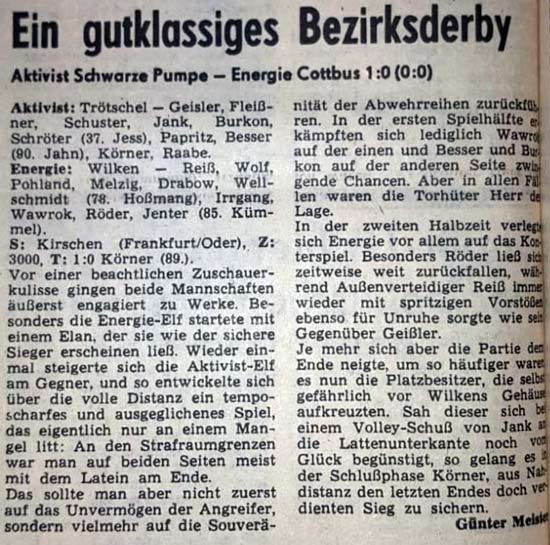 Ein gutklassiges Bezirksderby
Aktivist Schwarze Pumpe — Energie Cottbus 1:0 (0:0)
Aktivist: Trötschel — Geisler, Fleiß-
ner, Schuster, Jank, Burkon,
Schröter (37. Jess), Papritz, Besser
(90. Jahn), Körner, Raabe.
Energie: Wilken — Reiß, Wolf,
Pohland, Melzig, Drabow, Well-
schmidt (78. Hoßmang), Irrgang,
Wawrok, Röder, Jenter (85. Küm-
mel).
S: Kirschen (Frankfurt/Oder), Z:
3000, T: 1:0 Körner (89.).
Vor einer beachtlichen Zuschauer-
kulisse gingen beide Mannschaften
äußerst engagiert zu Werke. Be-
sonders die Energie-Elf startete mit
einem Elan, der sie wie der sichere
Sieger erscheinen ließ. Wieder ein-
mal steigerte sich die Aktivist-Elf
am Gegner, und so entwickelte sich
über die volle Distanz ein tempo-
scharfes und ausgeglichenes Spiel,
das eigentlich nur an einem Man-
gel litt: An den Strafraumgrenzen
war man auf beiden Seiten meist
mit dem Latein am Ende.
Das sollte man aber nicht zuerst
auf das Unvermögen der Angreifer,
sondern vielmehr auf die Souverä-
nität der Abwehrreihen zurückfüh-
ren. In der ersten Spielhälfte er-
kämpften sich lediglich Wawrok
auf der einen und Besser und Bur-
kon auf der anderen Seite zwin-
gende Chancen. Aber in allen Fäl-
len waren die Torhüter Herr der
Lage.
In der zweiten Halbzeit verlegte
sich Energie vor allem auf das Kon-
terspiel. Besonders Röder ließ sich
zeitweise weit zurückfallen, wäh-
rend Außenverteidiger Reiß immer
wieder mit spritzigen Vorstößen
ebenso für Unruhe sorgte wie sein
Gegenüber Geißler.
Je mehr sich aber die Partie dem
Ende neigte, um so häufiger waren
es nun die Platzbesitzer, die selbst
gefährlich vor Wilkens Gehäuse
aufkreuzten. Sah dieser sich bei
einem Volley-Schuß von Jank an
die Lattenunterkante noch vom
Glück begünstigt, so gelang es in
der Schlußphase Körner, aus Nah-
distanz den letzten Endes doch ver-
dienten Sieg zu sichern.
Günter Meister